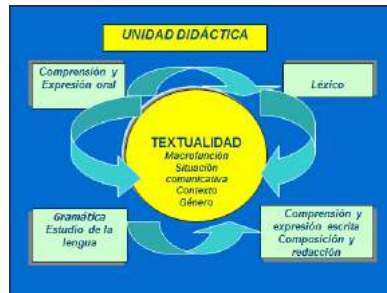 UNIDAD DIDÁCTICA
Comprensión y
Expresión oral
Léxico
TEXTUALIDAD
Macrofunción
Situación
comunicativa
Contexto
Género
Gramática
Estudio de la
lengua
Comprensión y
expresión escrita
Composición y
redacción